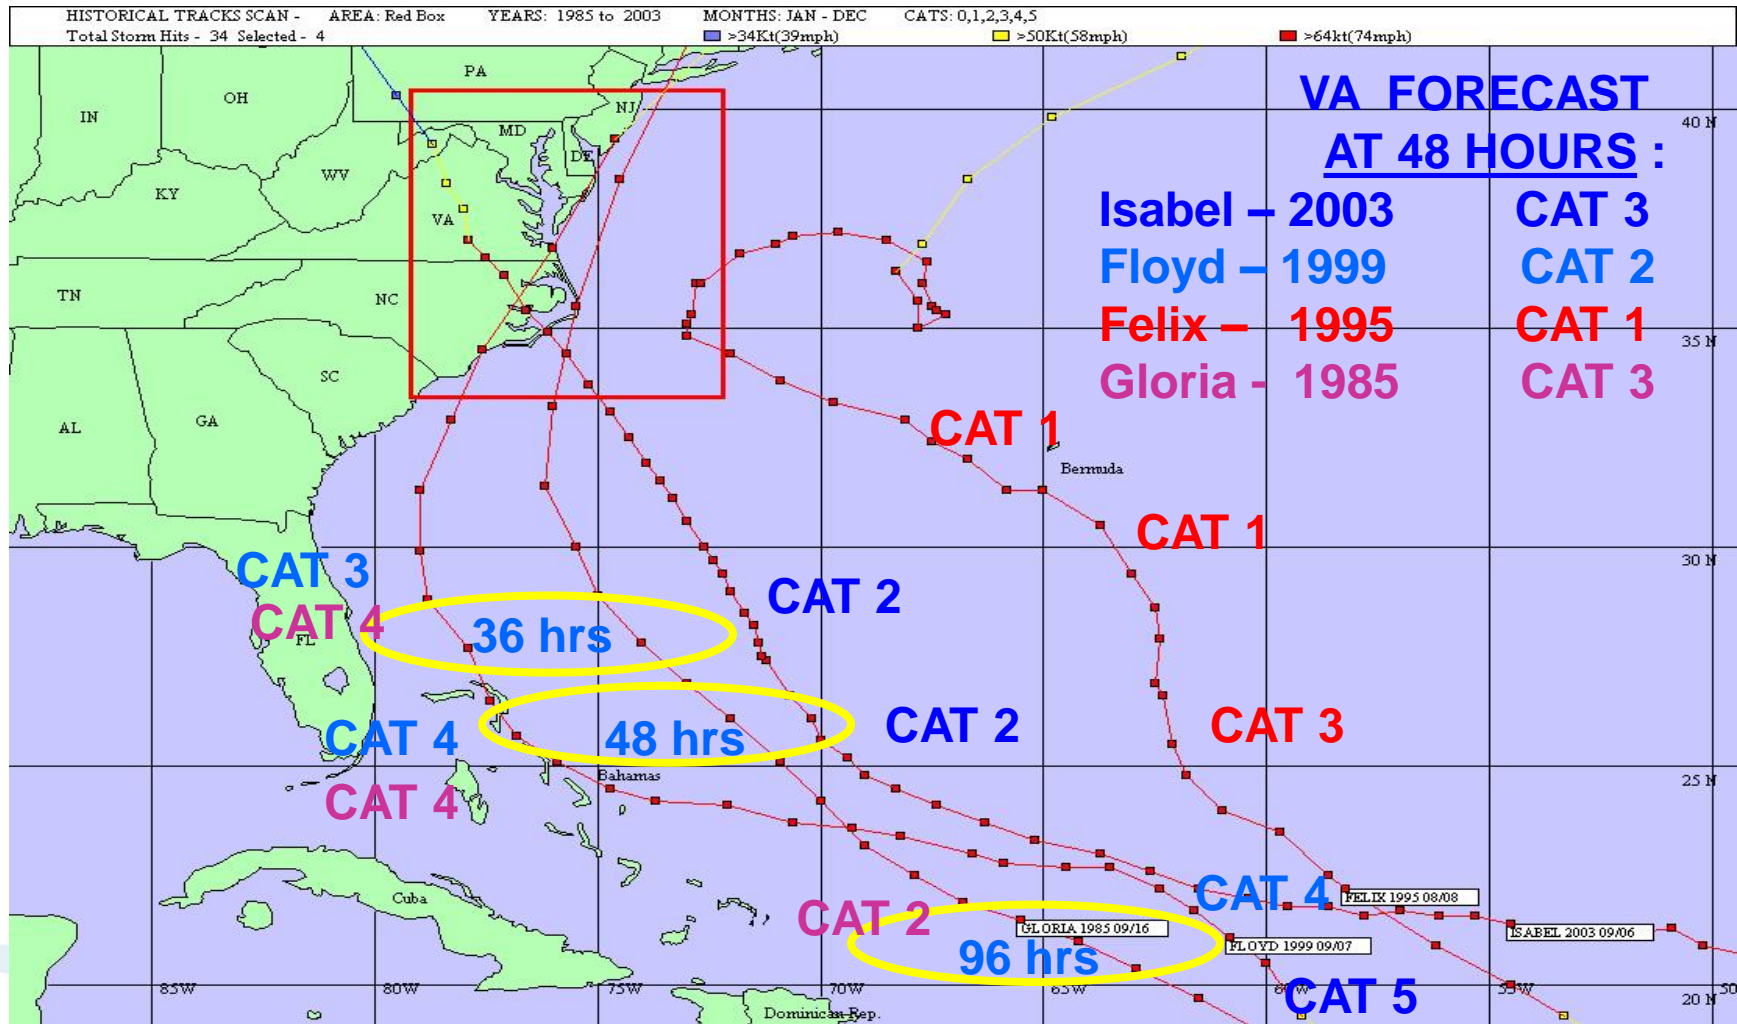 HISTORICAL TRACKS SCAN - AREA: Red Box YEARS: 1985 to 2003 MONTHS: JAN - DEC CATS: 0,1,2,3,4,5
Total Storm Hits - 34 Selected - 4 >34Kt(39mph) >50Kt(58mph) >64kt(74mph)
VA FORECAST
AT 48 HOURS :
Isabel – 2003 CAT 3
Floyd – 1999 CAT 2
Felix – 1995 CAT 1
Gloria - 1985 CAT 3
PA
OH
NJ
IN
MD
DE
WV
KY
VA
TN
NC
SC
AL
GA
FL
40 N
35 N
30 N
25 N
20 N
CAT 1
Bermuda
CAT 1
CAT 3
CAT 2
CAT 4
36 hrs
CAT 4
48 hrs
CAT 2
CAT 3
Bahamas
CAT 4
Cuba
CAT 2
CAT 4
FELIX 1995 08/08
GLORIA 1985 09/16
ISABEL 2003 09/06
FLOYD 1999 09/07
96 hrs
CAT 5
85W
80W
75W
70W
65W
60W
55W
50
Dominican Rep.